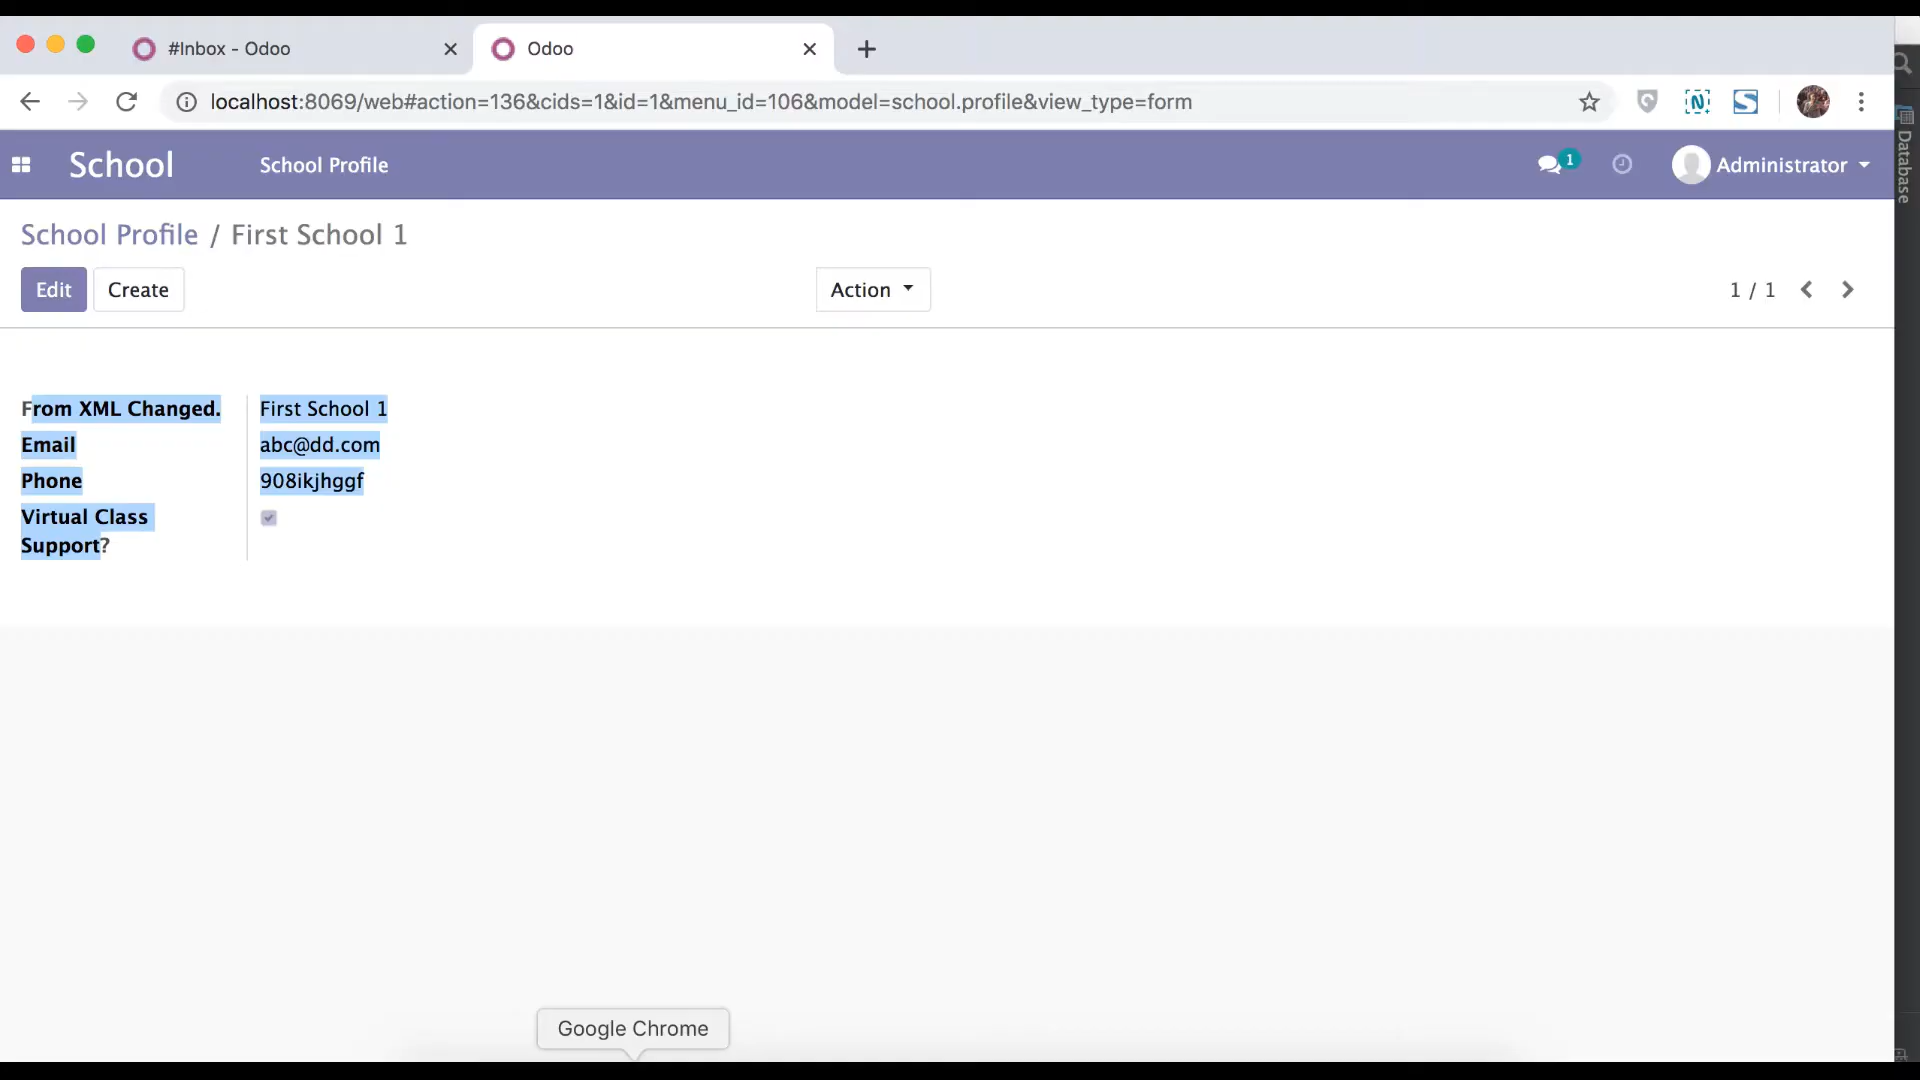 #Inbox - Odoo
Odoo
localhost:8069/web#action=136&cids=1&id=1&menu_id=106&model=school.profile&view_type=form
School
School Profile
1
Administrator
Database
School Profile / First School 1
Edit
Create
Action
1 / 1
From XML Changed.
First School 1
Email
abc@dd.com
Phone
908ikjhggf
Virtual Class
Support?
Google Chrome